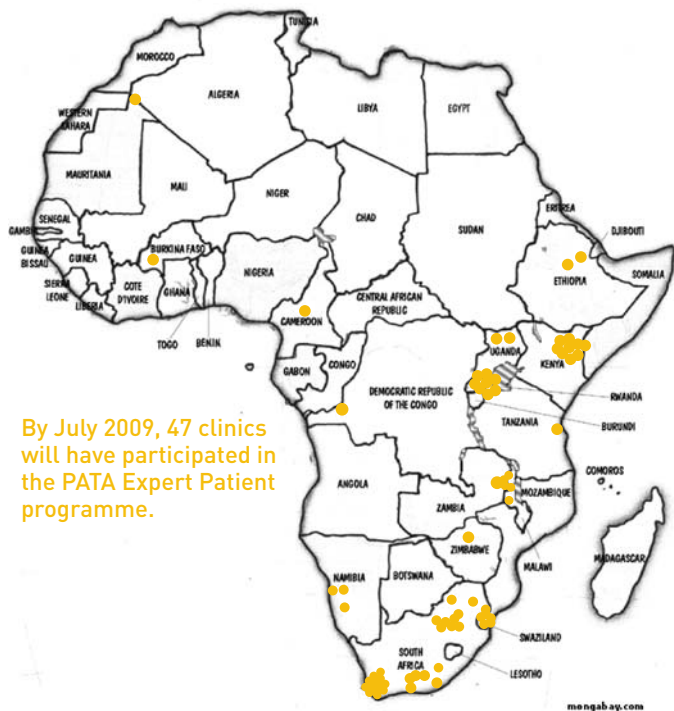 TUNISIA
MOROCCO
ALGERIA
LIBYA
EGYPT
WESTERN
SAHARA
MAURITANIA
MALI
NIGER
CHAD
SUDAN
ERITREA
DJIBOUTI
SENEGAL
GAMBIA
GUINEA
BISSAU
GUINEA
BURKINA FASO
NIGERIA
ETHIOPIA
SOMALIA
SIERRA
LEONE
LIBERIA
COTE
D'IVOIRE
GHANA
TOGO
BENIN
CAMEROON
CENTRAL AFRICAN
REPUBLIC
UGANDA
KENYA
GABON
CONGO
DEMOCRATIC REPUBLIC
OF THE CONGO
RWANDA
BURUNDI
TANZANIA
By July 2009, 47 clinics
will have participated in
the PATA Expert Patient
programme.
COMOROS
ANGOLA
ZAMBIA
MOZAMBIQUE
MALAWI
ZIMBABWE
MADAGASCAR
NAMIBIA
BOTSWANA
SWAZILAND
SOUTH
AFRICA
LESOTHO
mongabay.com